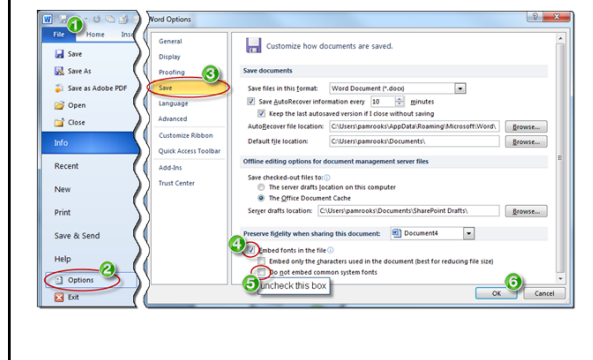 W
1
File
Home
Save
Save As
Save as Adobe PDF
Open
Close
Info
Recent
New
Print
Save & Send
Help
2
Options
Exit
Word Options
General
Display
Proofing
3
Save
Language
Advanced
Customize Ribbon
Quick Access Toolbar
Add-Ins
Trust Center
Customize how documents are saved.
Save documents
Save files in this format: Word Document (*.docx)
Save AutoRecover information every 10 minutes
Keep the last autosaved version if I close without saving
AutoRecover file location: C:\Users\pamrooks\AppData\Roaming\Microsoft\Word\ Browse...
Default file location: C:\Users\pamrooks\Documents\ Browse...
Offline editing options for document management server files
Save checked-out files to:
The server drafts location on this computer
The Office Document Cache
Server drafts location: C:\Users\pamrooks\Documents\SharePoint Drafts\ Browse...
Preserve fidelity when sharing this document: Document4
4
Embed fonts in the file
Embed only the characters used in the document (best for reducing file size)
Do not embed common system fonts
5
uncheck this box
6
OK Cancel